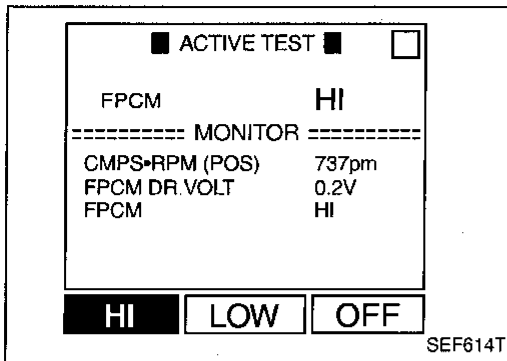 ACTIVE TEST
FPCM HI
========= MONITOR =========
CMPS▸RPM (POS) 737pm
FPCM DR.VOLT 0.2V
FPCM HI
HI LOW OFF
SEF614T